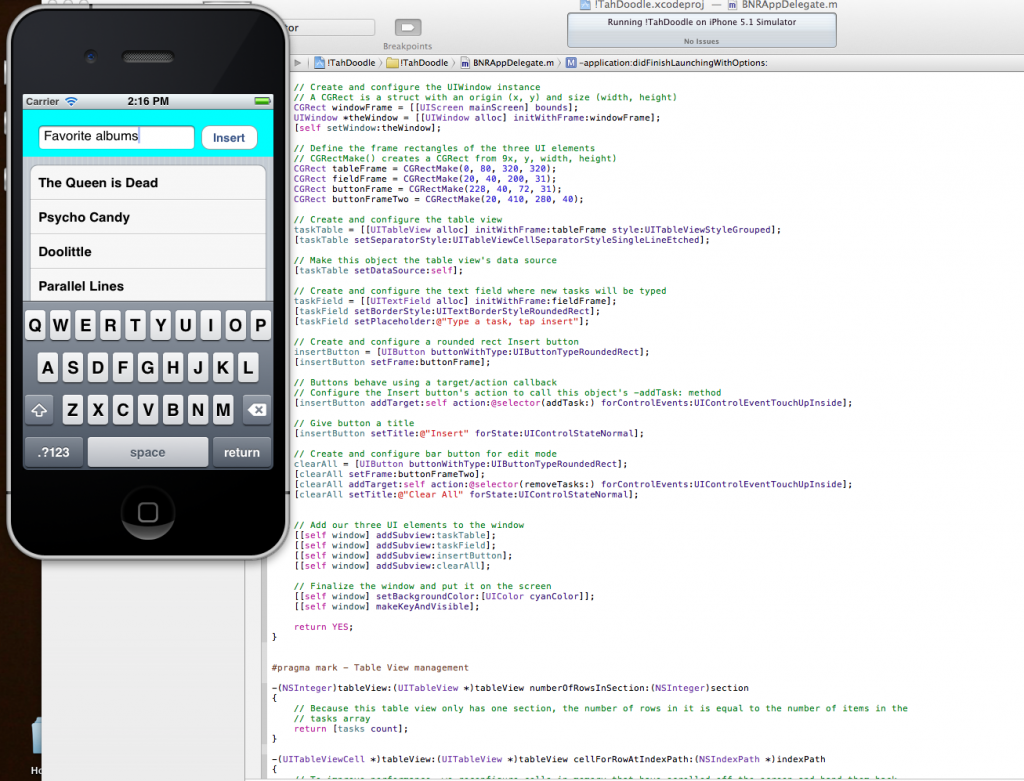 !TahDoodle.xcodeproj — BNRAppDelegate.m
Running !TahDoodle on iPhone 5.1 Simulator
No Issues
Breakpoints
!TahDoodle !TahDoodle BNRAppDelegate.m M -application:didFinishLaunchingWithOptions:
Carrier 2:16 PM
Favorite albums Insert
The Queen is Dead
Psycho Candy
Doolittle
Parallel Lines
Q W E R T Y U I O P
A S D F G H J K L
Z X C V B N M
.?123 space return
// Create and configure the UIWindow instance
// A CGRect is a struct with an origin (x, y) and size (width, height)
CGRect windowFrame = [[UIScreen mainScreen] bounds];
UIWindow *theWindow = [[UIWindow alloc] initWithFrame:windowFrame];
[self setWindow:theWindow];
// Define the frame rectangles of the three UI elements
// CGRectMake() creates a CGRect from 9x, y, width, height)
CGRect tableFrame = CGRectMake(0, 80, 320, 320);
CGRect fieldFrame = CGRectMake(20, 40, 200, 31);
CGRect buttonFrame = CGRectMake(228, 40, 72, 31);
CGRect buttonFrameTwo = CGRectMake(20, 410, 280, 40);
// Create and configure the table view
taskTable = [[UITableView alloc] initWithFrame:tableFrame style:UITableViewStyleGrouped];
[taskTable setSeparatorStyle:UITableViewCellSeparatorStyleSingleLineEtched];
// Make this object the table view's data source
[taskTable setDataSource:self];
// Create and configure the text field where new tasks will be typed
taskField = [[UITextField alloc] initWithFrame:fieldFrame];
[taskField setBorderStyle:UITextBorderStyleRoundedRect];
[taskField setPlaceholder:@"Type a task, tap insert"];
// Create and configure a rounded rect Insert button
insertButton = [UIButton buttonWithType:UIButtonTypeRoundedRect];
[insertButton setFrame:buttonFrame];
// Buttons behave using a target/action callback
// Configure the Insert button's action to call this object's -addTask: method
[insertButton addTarget:self action:@selector(addTask:) forControlEvents:UIControlEventTouchUpInside];
// Give button a title
[insertButton setTitle:@"Insert" forState:UIControlStateNormal];
// Create and configure bar button for edit mode
clearAll = [UIButton buttonWithType:UIButtonTypeRoundedRect];
[clearAll setFrame:buttonFrameTwo];
[clearAll addTarget:self action:@selector(removeTasks:) forControlEvents:UIControlEventTouchUpInside];
[clearAll setTitle:@"Clear All" forState:UIControlStateNormal];
// Add our three UI elements to the window
[[self window] addSubview:taskTable];
[[self window] addSubview:taskField];
[[self window] addSubview:insertButton];
[[self window] addSubview:clearAll];
// Finalize the window and put it on the screen
[[self window] setBackgroundColor:[UIColor cyanColor]];
[[self window] makeKeyAndVisible];
return YES;
}
#pragma mark - Table View management
-(NSInteger)tableView:(UITableView *)tableView numberOfRowsInSection:(NSInteger)section
{
// Because this table view only has one section, the number of rows in it is equal to the number of items in the
// tasks array
return [tasks count];
}
-(UITableViewCell *)tableView:(UITableView *)tableView cellForRowAtIndexPath:(NSIndexPath *)indexPath
{